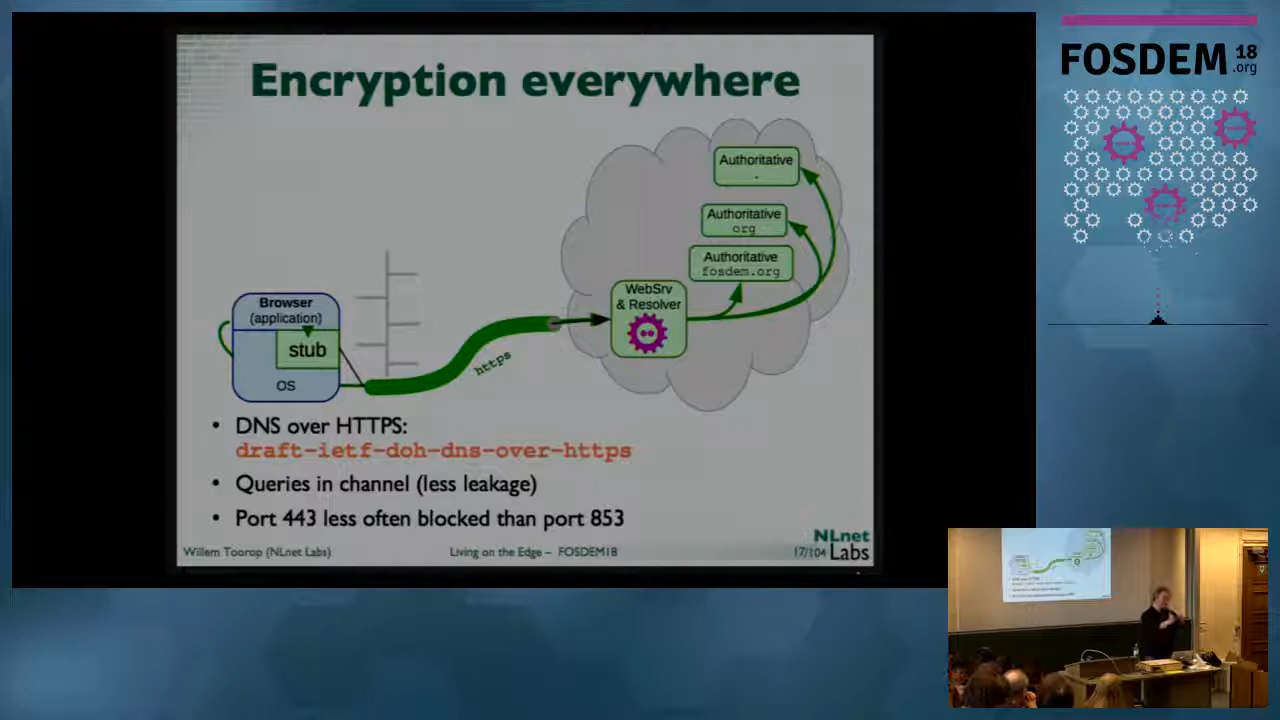 Encryption everywhere
Authoritative
.
Authoritative
org
Authoritative
fosdem.org
WebSrv
& Resolver
Browser
(application)
stub
OS
https
• DNS over HTTPS:
draft-ietf-doh-dns-over-https
• Queries in channel (less leakage)
• Port 443 less often blocked than port 853
Willem Toorop (NLnet Labs)
Living on the Edge – FOSDEM18
17/104
NLnet
Labs
FOSDEM 18
.org